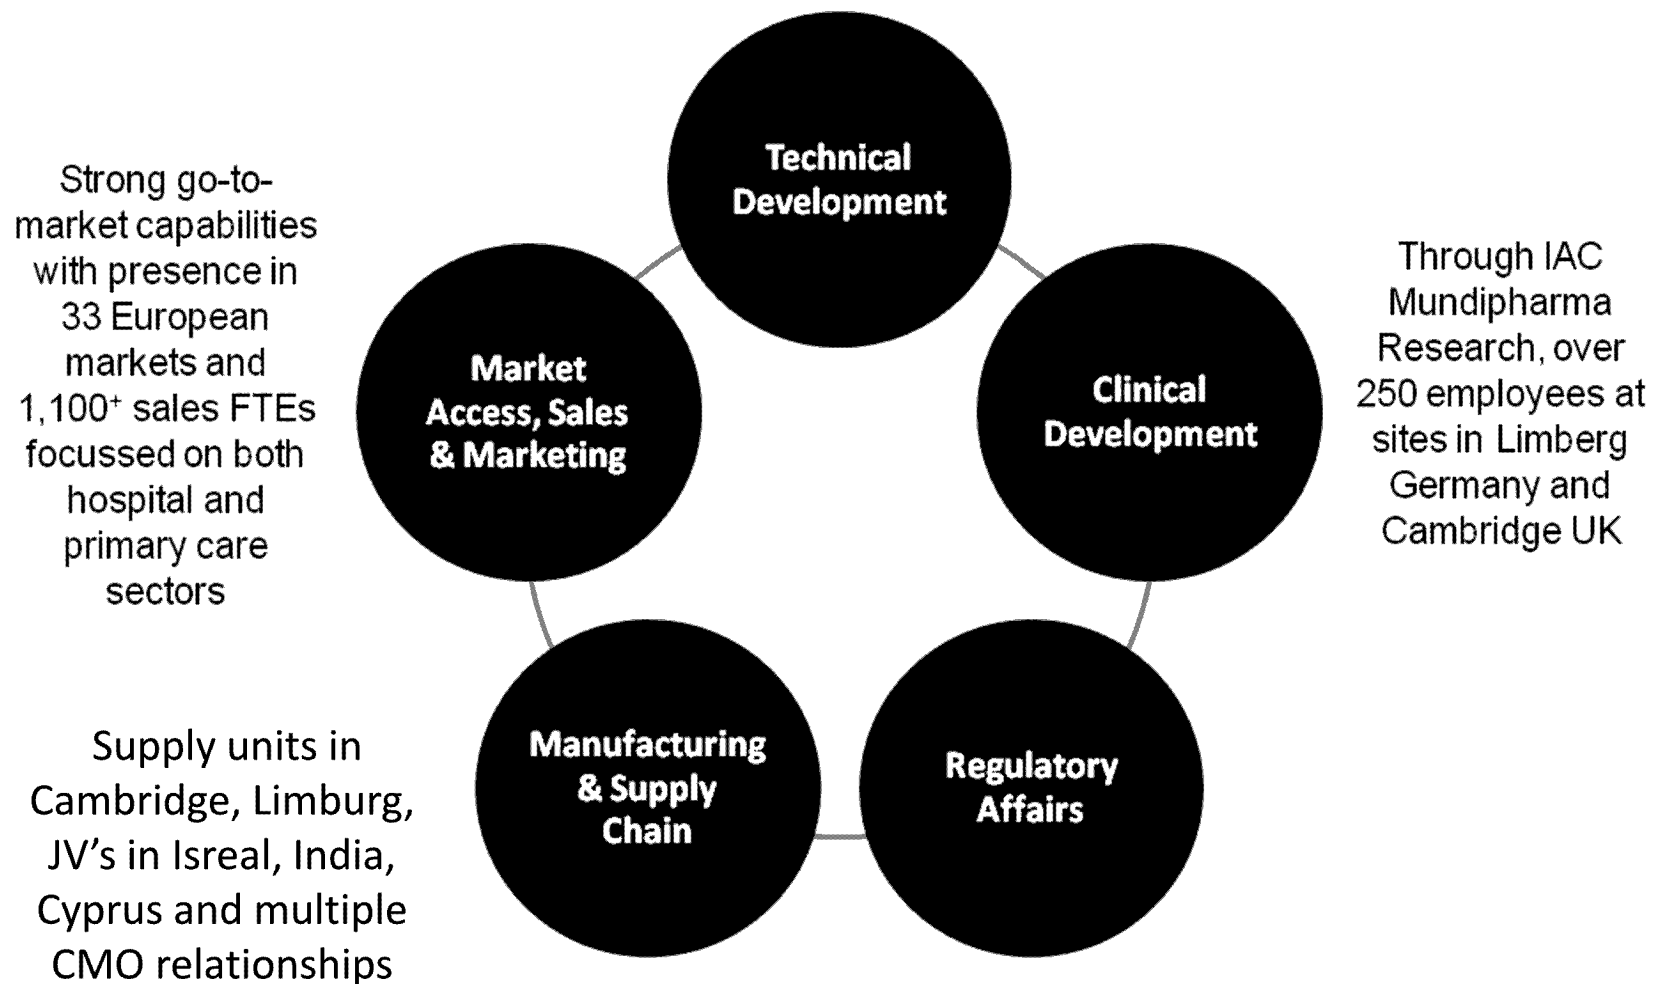 Technical
Development
Strong go-to-
market capabilities
with presence in
33 European
markets and
1,100+ sales FTEs
focussed on both
hospital and
primary care
sectors
Market
Access, Sales
& Marketing
Clinical
Development
Through IAC
Mundipharma
Research, over
250 employees at
sites in Limberg
Germany and
Cambridge UK
Supply units in
Cambridge, Limburg,
JV’s in Isreal, India,
Cyprus and multiple
CMO relationships
Manufacturing
& Supply
Chain
Regulatory
Affairs